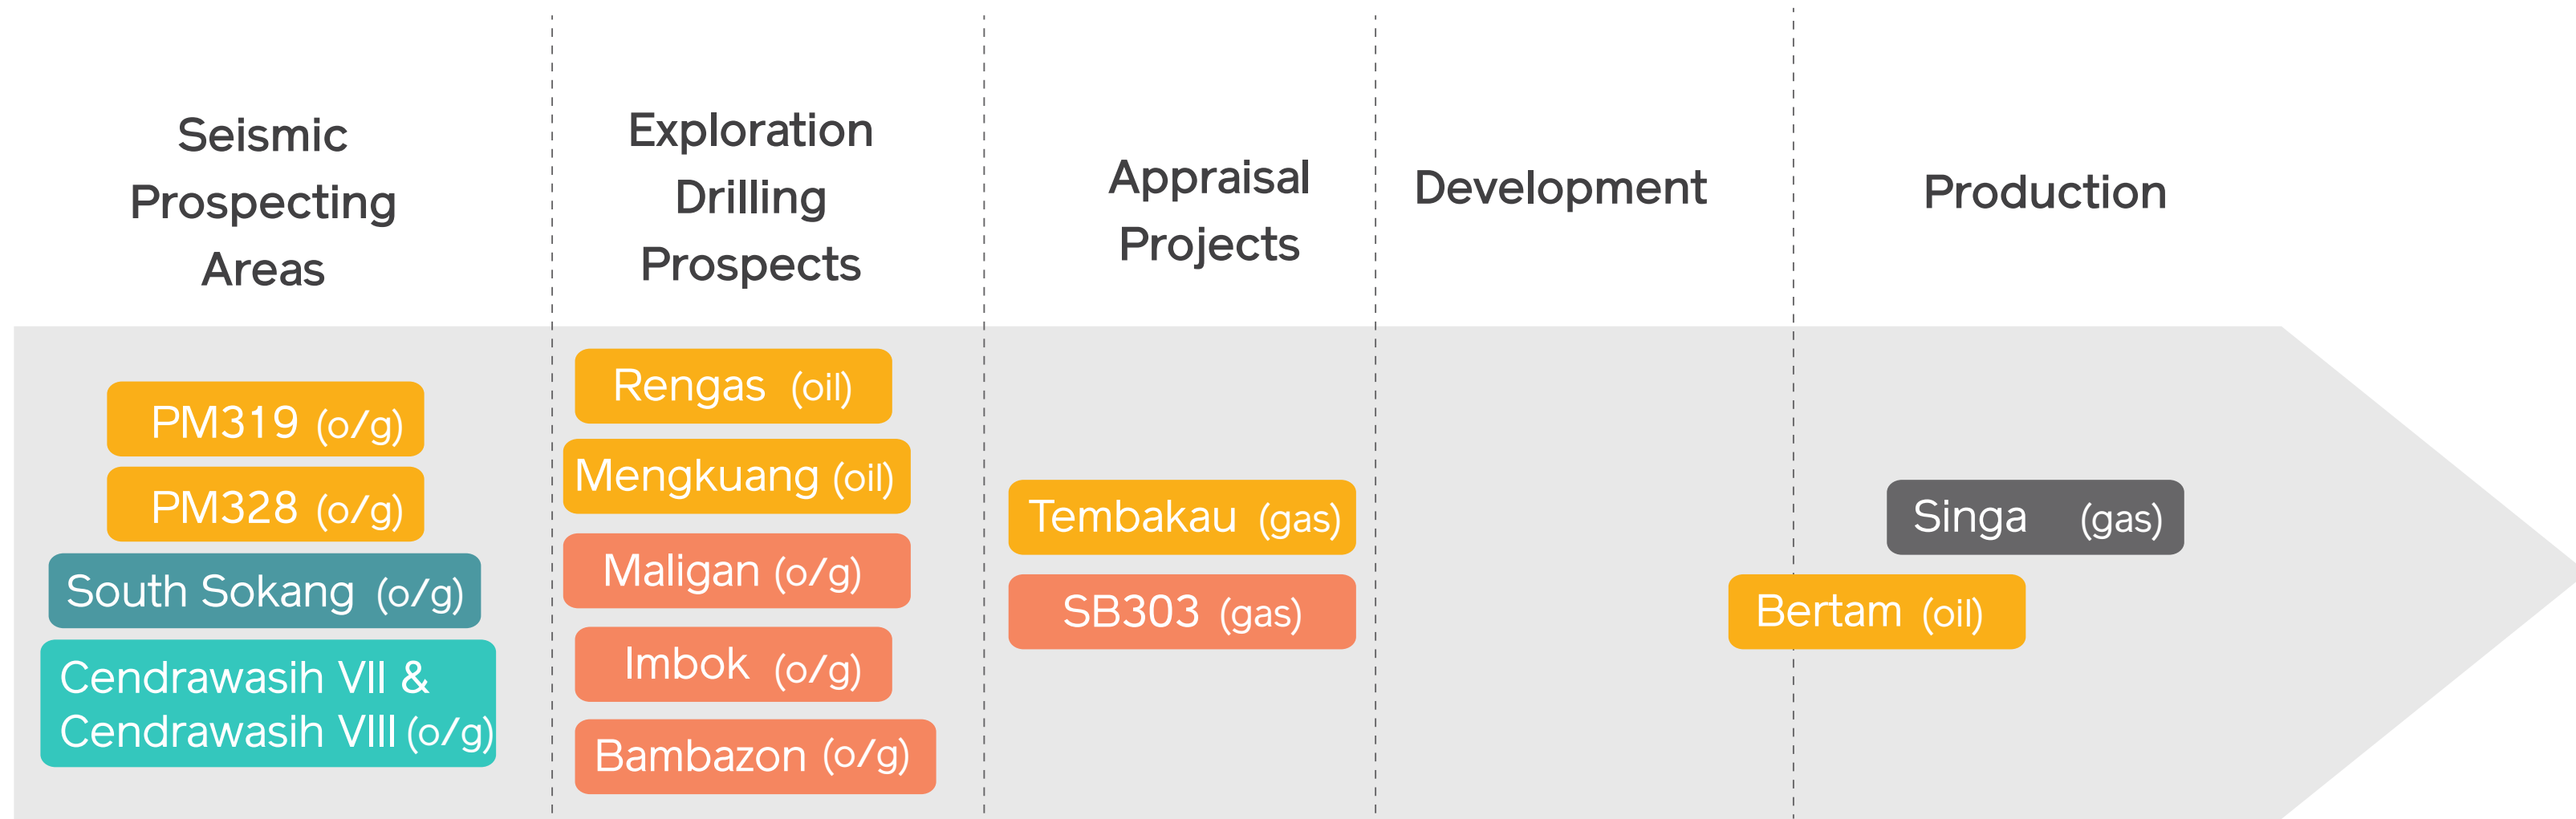 Seismic
Prospecting
Areas
Exploration
Drilling
Prospects
Appraisal
Projects
Development
Production
PM319 (o/g)
PM328 (o/g)
South Sokang (o/g)
Cendrawasih VII &
Cendrawasih VIII (o/g)
Rengas (oil)
Mengkuang (oil)
Maligan (o/g)
Imbok (o/g)
Bambazon (o/g)
Tembakau (gas)
SB303 (gas)
Singa (gas)
Bertam (oil)